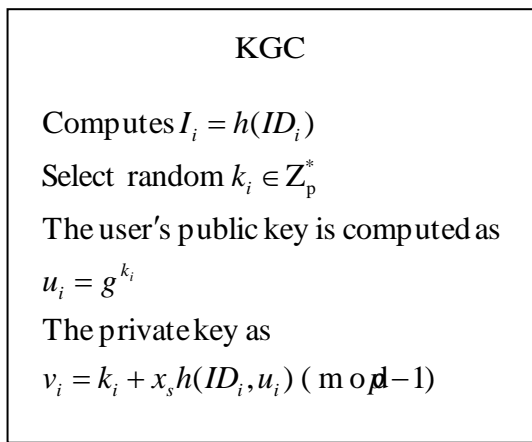 KGC
Computes I_i = h(ID_i)
Select random k_i ∈ Z_p^*
The user's public key is computed as
u_i = g^{k_i}
The private key as
v_i = k_i + x_s h(ID_i, u_i) (mod p-1)